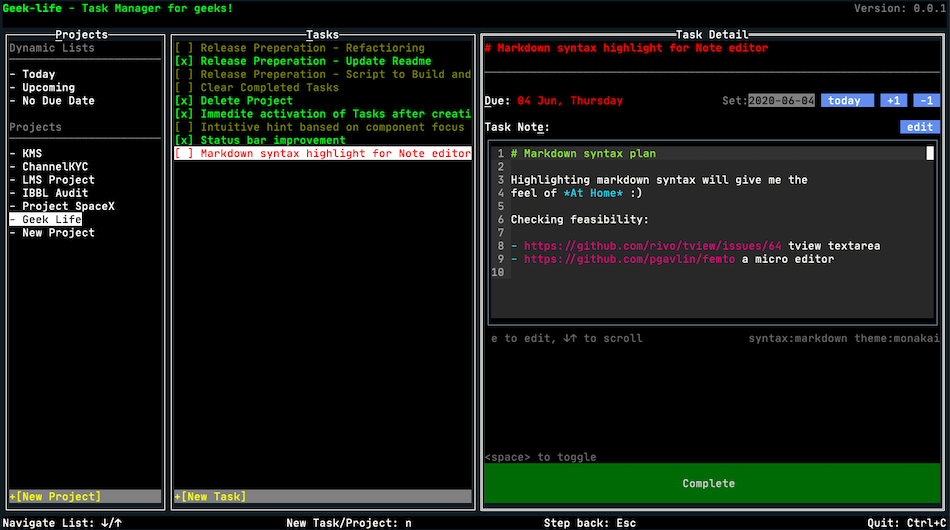 Geek-life - Task Manager for geeks!
Version: 0.0.1
Projects
Dynamic Lists
- Today
- Upcoming
- No Due Date
Projects
- KMS
- ChannelKYC
- LMS Project
- IBBL Audit
- Project SpaceX
- Geek Life
- New Project
+[New Project]
Tasks
[ ] Release Preperation - Refactioring
[x] Release Preperation - Update Readme
[ ] Release Preperation - Script to Build and
[ ] Clear Completed Tasks
[x] Delete Project
[x] Immedite activation of Tasks after creati
[ ] Intuitive hint bansed on component focus
[x] Status bar improvement
[ ] Markdown syntax highlight for Note editor
+[New Task]
Task Detail
# Markdown syntax highlight for Note editor
Due: 04 Jun, Thursday Set:2020-06-04 today +1 -1
Task Note: edit
1 # Markdown syntax plan
2
3 Highlighting markdown syntax will give me the
4 feel of *At Home* :)
5
6 Checking feasibility:
7
8 - https://github.com/rivo/tview/issues/64 tview textarea
9 - https://github.com/pgavlin/femto a micro editor
10
e to edit, ↓↑ to scroll syntax:markdown theme:monakai
<space> to toggle
Complete
Navigate List: ↓/↑ New Task/Project: n Step back: Esc Quit: Ctrl+C